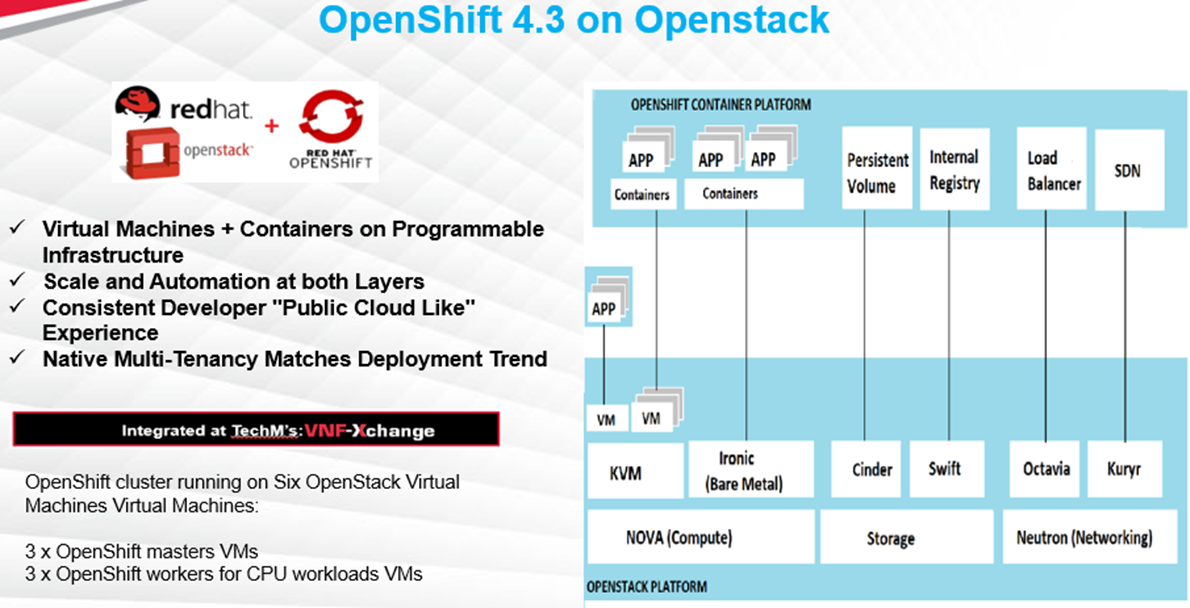 OpenShift 4.3 on Openstack
redhat.
openstack™
+
RED HAT®
OPENSHIFT
✓ Virtual Machines + Containers on Programmable
Infrastructure
✓ Scale and Automation at both Layers
✓ Consistent Developer "Public Cloud Like"
Experience
✓ Native Multi-Tenancy Matches Deployment Trend
Integrated at TechM's:VNF-Xchange
OpenShift cluster running on Six OpenStack Virtual
Machines Virtual Machines:
3 x OpenShift masters VMs
3 x OpenShift workers for CPU workloads VMs
OPENSHIFT CONTAINER PLATFORM
APP
APP
APP
Containers
Containers
Persistent
Volume
Internal
Registry
Load
Balancer
SDN
APP
VM
VM
KVM
Ironic
(Bare Metal)
Cinder
Swift
Octavia
Kuryr
NOVA (Compute)
Storage
Neutron (Networking)
OPENSTACK PLATFORM